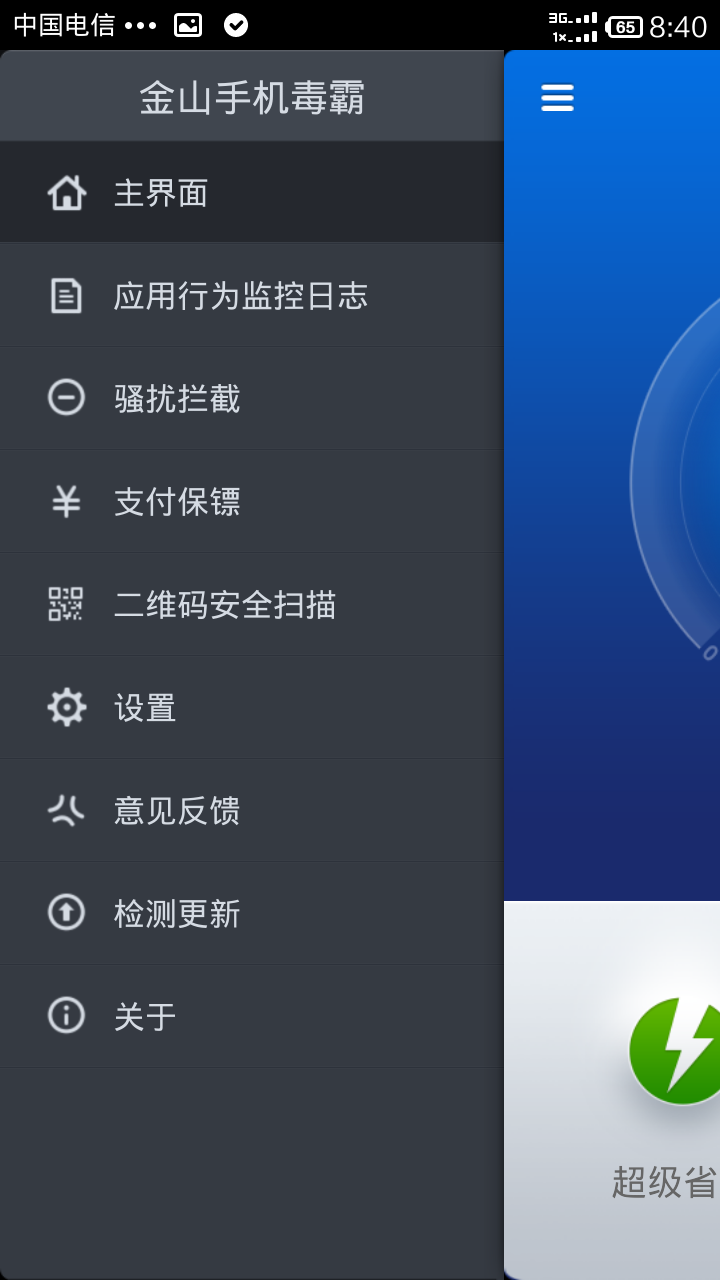 中国电信 ••• 3G 1× 65 8:40
金山手机毒霸
主界面
应用行为监控日志
骚扰拦截
支付保镖
二维码安全扫描
设置
意见反馈
检测更新
关于
0
超级省